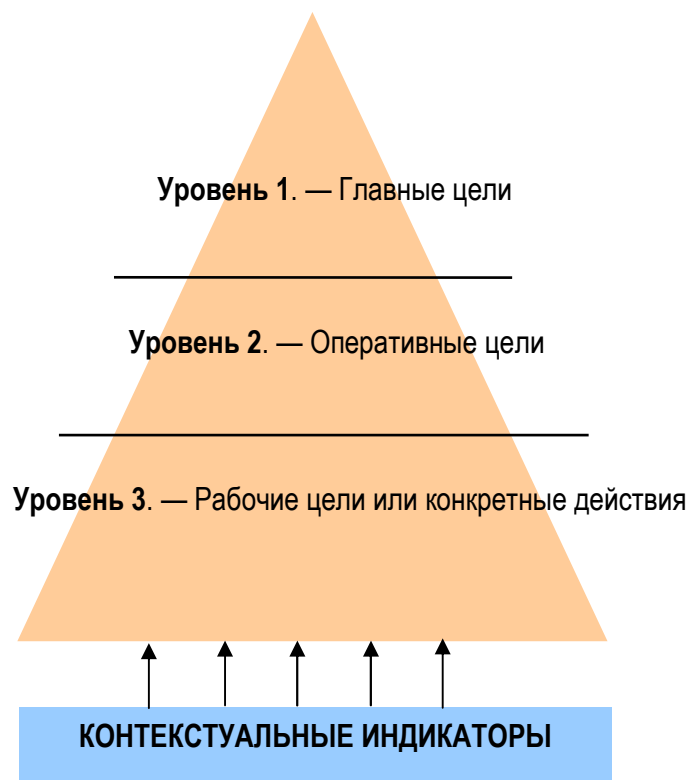 Уровень 1. — Главные цели
Уровень 2. — Оперативные цели
Уровень 3. — Рабочие цели или конкретные действия
КОНТЕКСТУАЛЬНЫЕ ИНДИКАТОРЫ